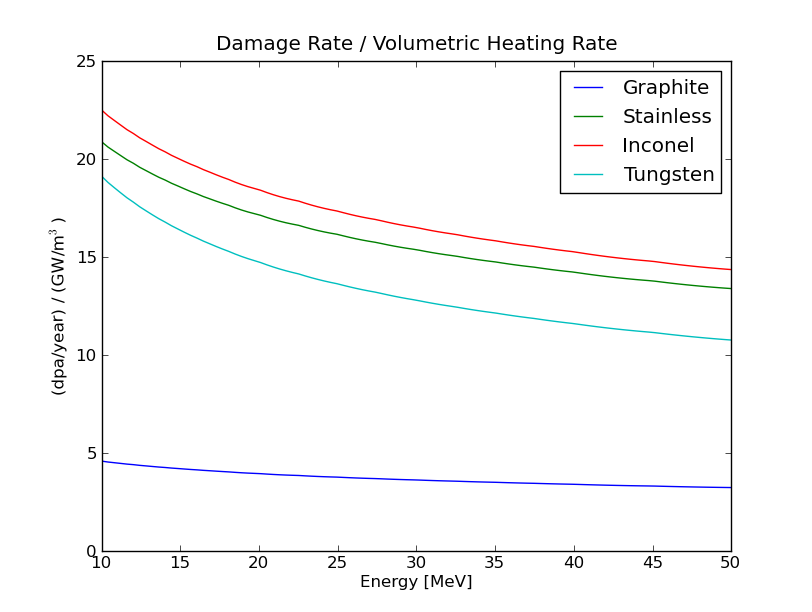 Damage Rate / Volumetric Heating Rate
25
20
15
10
5
0
(dpa/year) / (GW/m³ )
Graphite
Stainless
Inconel
Tungsten
10 15 20 25 30 35 40 45 50
Energy [MeV]